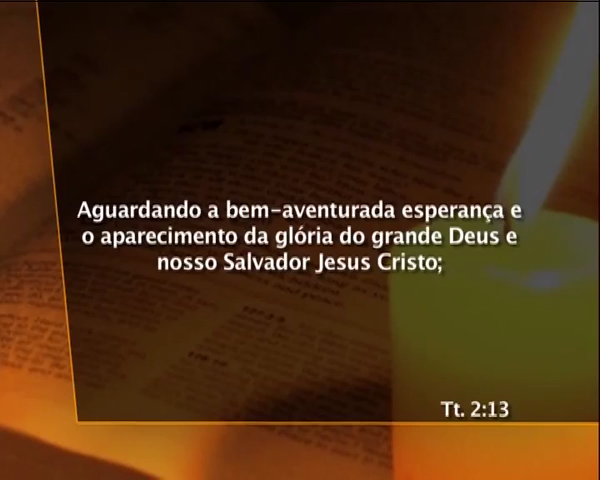 Aguardando a bem-aventurada esperança e
o aparecimento da glória do grande Deus e
nosso Salvador Jesus Cristo;
Tt. 2:13